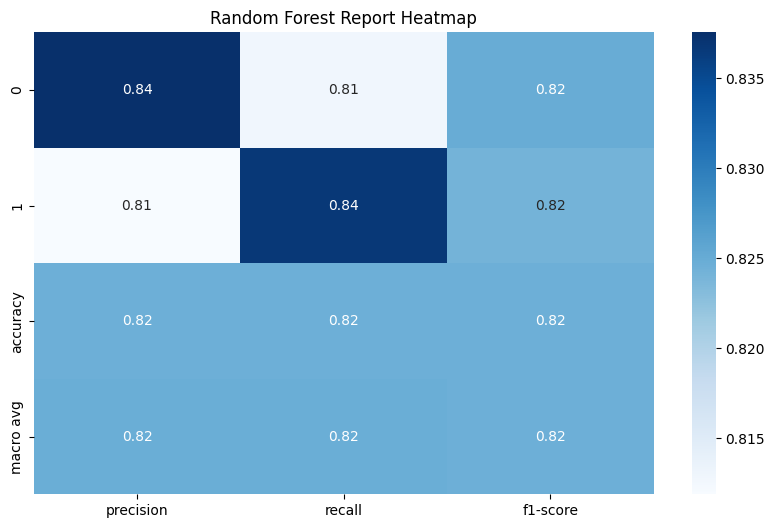 Random Forest Report Heatmap
0 0.84 0.81 0.82
1 0.81 0.84 0.82
accuracy 0.82 0.82 0.82
macro avg 0.82 0.82 0.82
precision recall f1-score
0.835
0.830
0.825
0.820
0.815